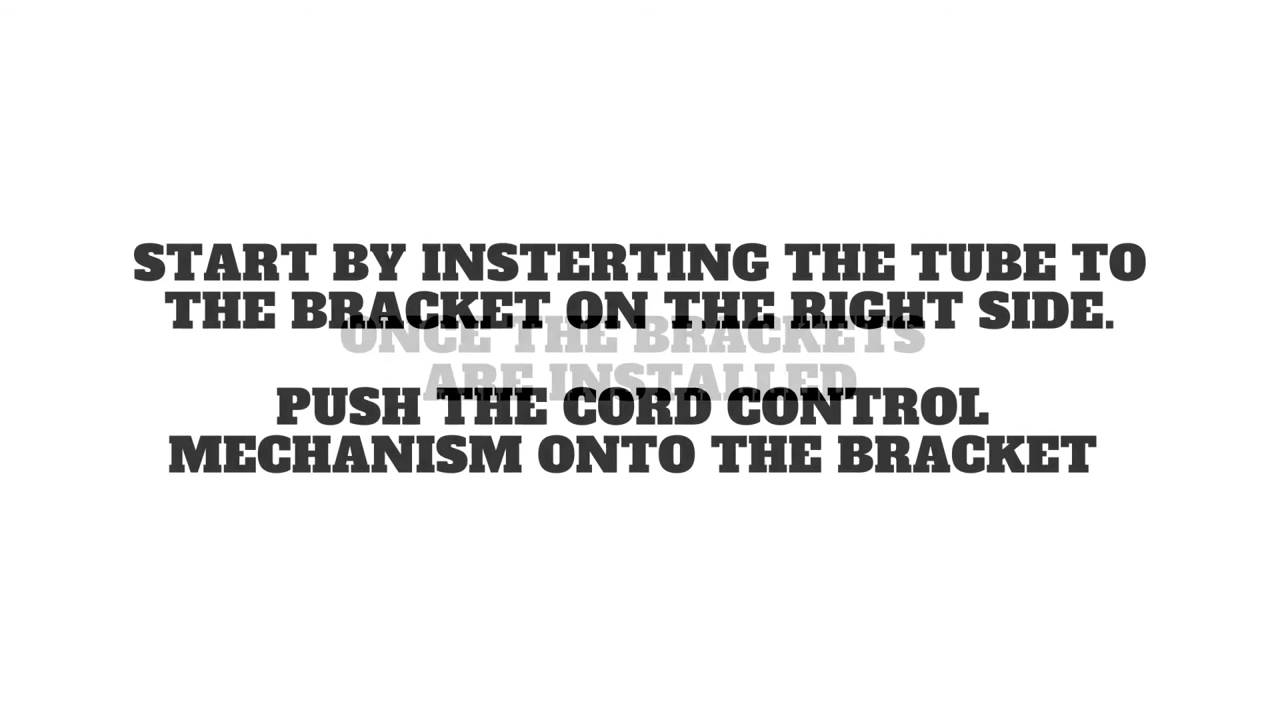 START BY INSTERTING THE TUBE TO
THE BRACKET ON THE RIGHT SIDE.
ONCE THE BRACKETS
ARE INSTALLED
PUSH THE CORD CONTROL
MECHANISM ONTO THE BRACKET